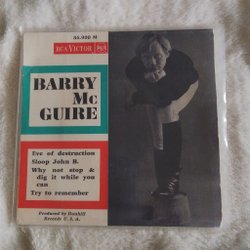 86.900 M
RCA VICTOR
BARRY
Mc
GUIRE
Eve of destruction
Sloop John B.
Why not stop &
dig it while you
can
Try to remember
Produced by Dunhill
Records U. S. A.